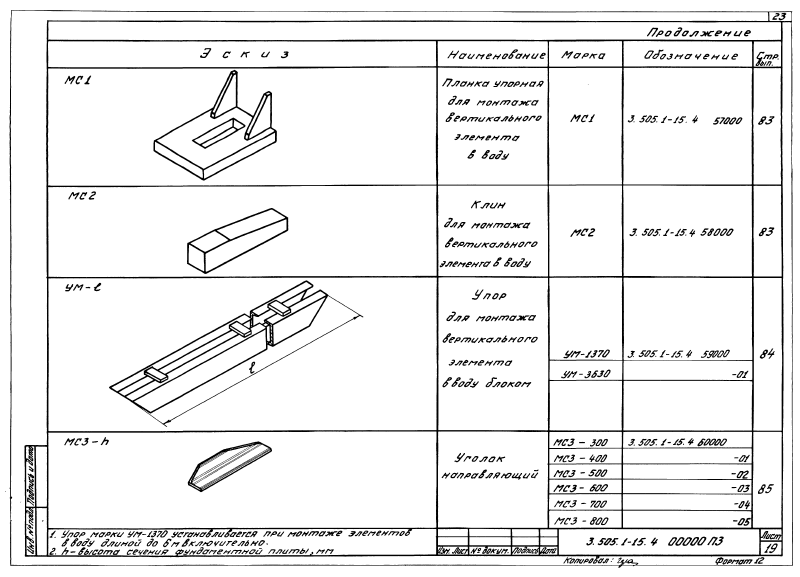 23
Продолжение
Эскиз Наименование Марка Обозначение Стр. вып.
МС1
Планка упорная
для монтажа
вертикального
элемента
в воду
МС1 3.505.1-15.4 57000 83
МС2
Клин
для монтажа
вертикального
элемента в воду
МС2 3.505.1-15.4 58000 83
УМ-ℓ
ℓ
Упор
для монтажа
вертикального
элемента
в воду блоком
УМ-1370 3.505.1-15.4 59000
УМ-3630 -01
84
МС3-h
Уголок
направляющий
МС3 - 300 3.505.1-15.4 60000
МС3 - 400 -01
МС3 - 500 -02
МС3 - 600 -03
МС3 - 700 -04
МС3 - 800 -05
85
1. Упор марки УМ-1370 устанавливается при монтаже элементов
в воду длиной до 6 м включительно.
2. h-высота сечения фундаментной плиты, мм
Инв.№ подл. Подпись и дата
Изм. Лист № докум. Подпись Дата
3.505.1-15.4 00000 ПЗ
Лист
19
Копировал:
Формат 12